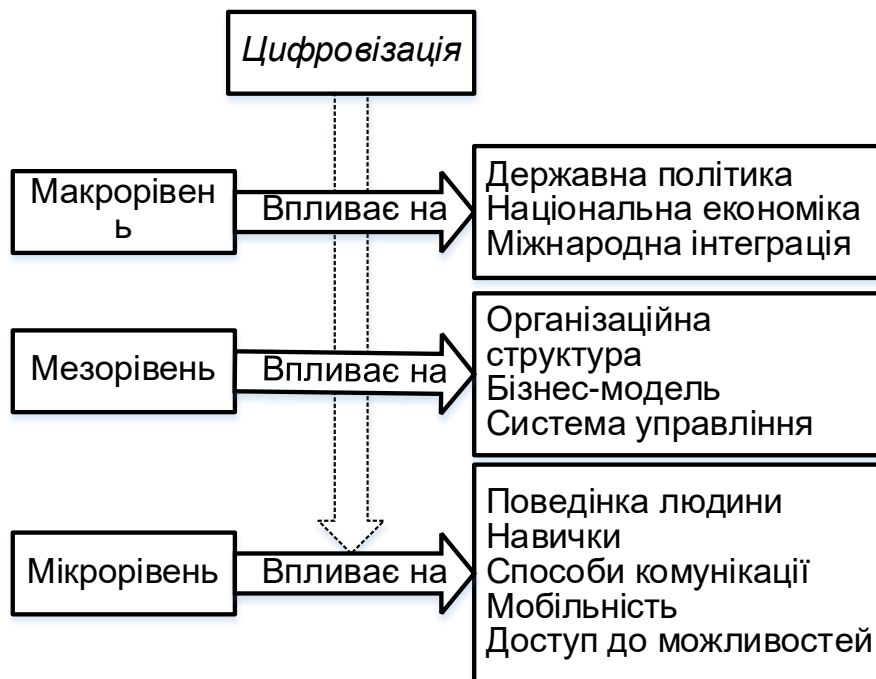 Цифровізація
Макрорівен
ь
Впливає на
Державна політика
Національна економіка
Міжнародна інтеграція
Мезорівень
Впливає на
Організаційна
структура
Бізнес-модель
Система управління
Мікрорівень
Впливає на
Поведінка людини
Навички
Способи комунікації
Мобільність
Доступ до можливостей